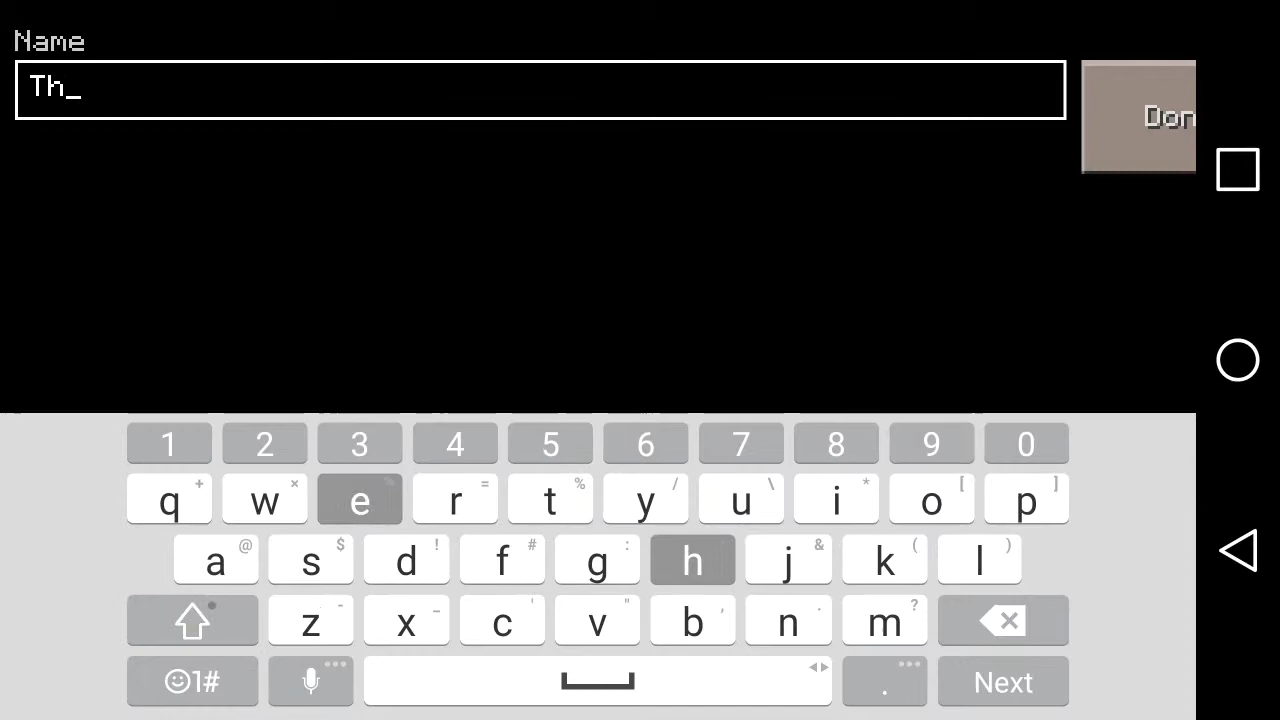 Name
Th_
Don
1 2 3 4 5 6 7 8 9 0
q + w × e r = t % y / u \ i * o [ p ]
a @ s $ d ! f # g : h j & k ( l )
z - x _ c ' v " b , n . m ?
1# . Next